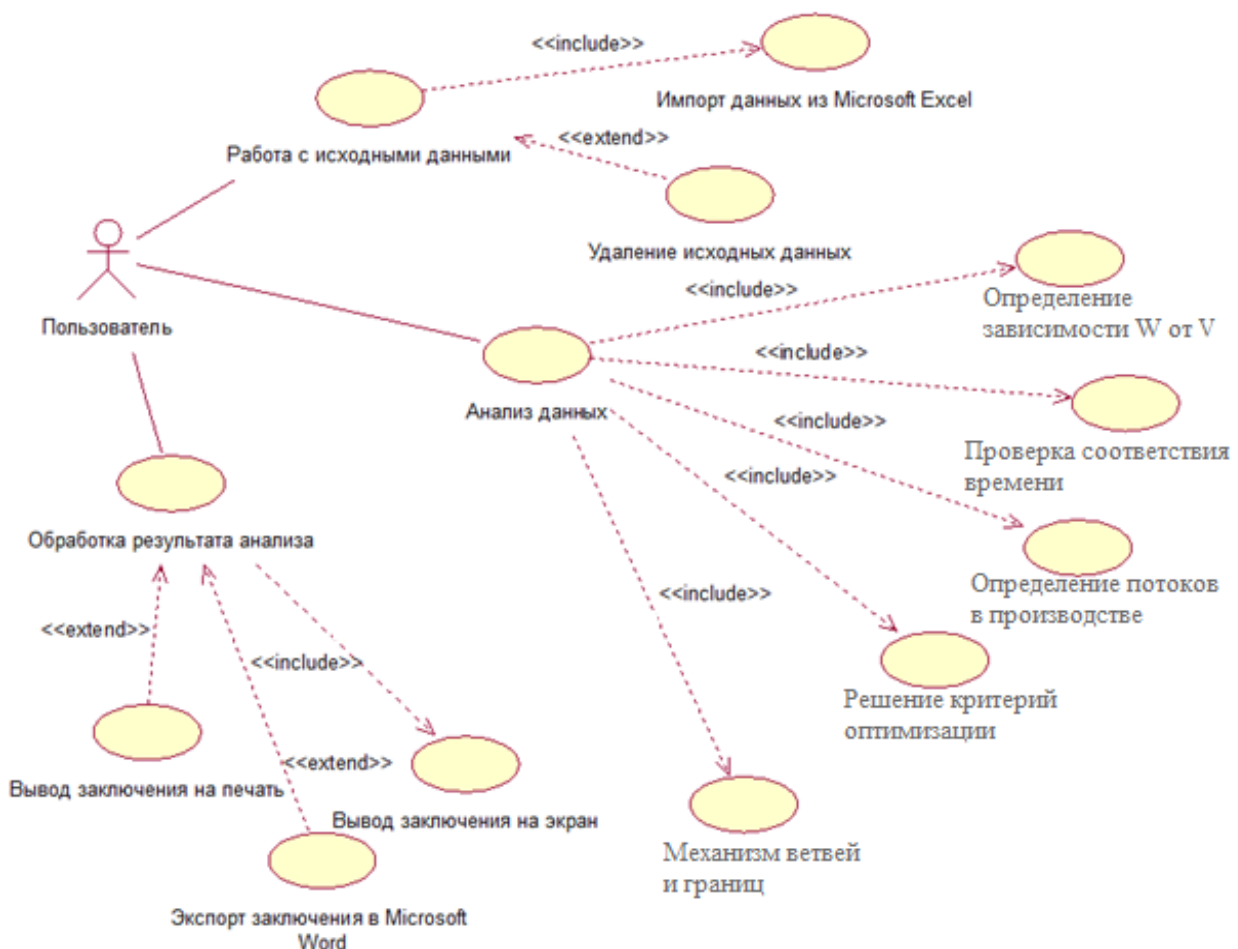 <<include>>
Импорт данных из Microsoft Excel
<<extend>>
Работа с исходными данными
Удаление исходных данных
<<include>>
Определение
зависимости W от V
Пользователь
<<include>>
Анализ данных
<<include>>
Проверка соответствия
времени
<<include>>
Обработка результата анализа
Определение потоков
в производстве
<<include>>
<<extend>>
<<include>>
Решение критерий
оптимизации
<<extend>>
Вывод заключения на печать
Вывод заключения на экран
Механизм ветвей
и границ
Экспорт заключения в Microsoft
Word